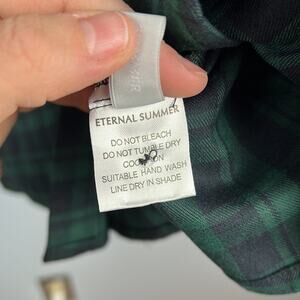 ETERNAL SUMMER
DO NOT BLEACH
DO NOT TUMBLE DRY
SUITABLE HAND WASH
LINE DRY IN SHADE